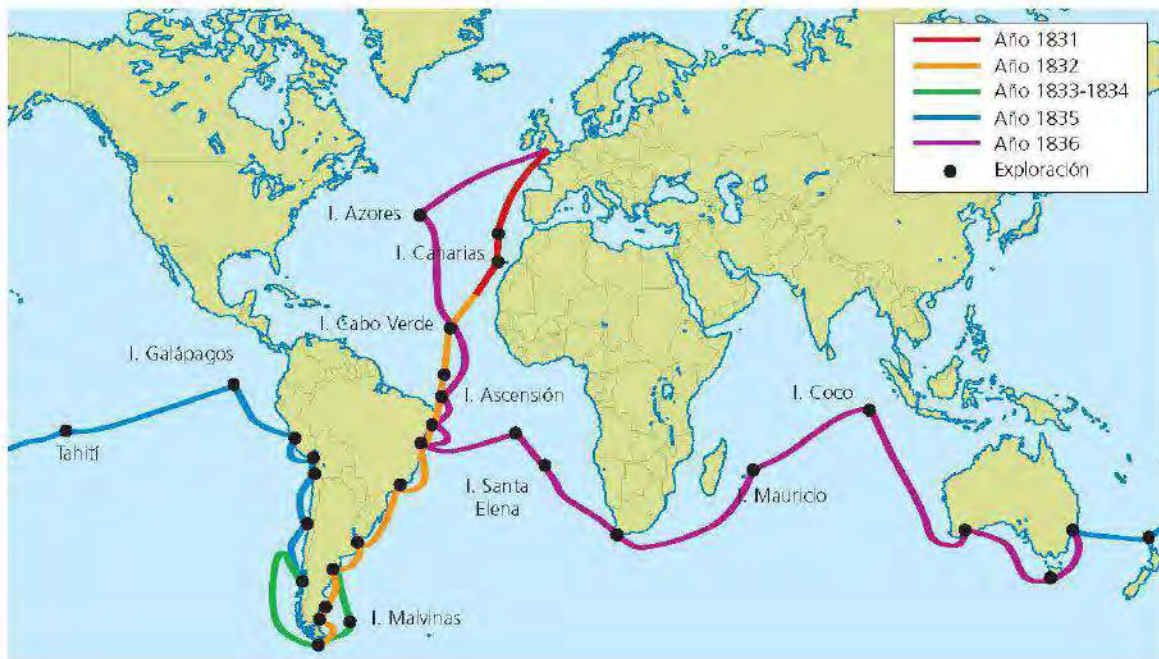 Año 1831
Año 1832
Año 1833-1834
Año 1835
Año 1836
Exploración
I. Azores
I. Canarias
I. Cabo Verde
I. Galápagos
I. Ascensión
I. Coco
Tahití
I. Santa
Elena
I. Mauricio
I. Malvinas